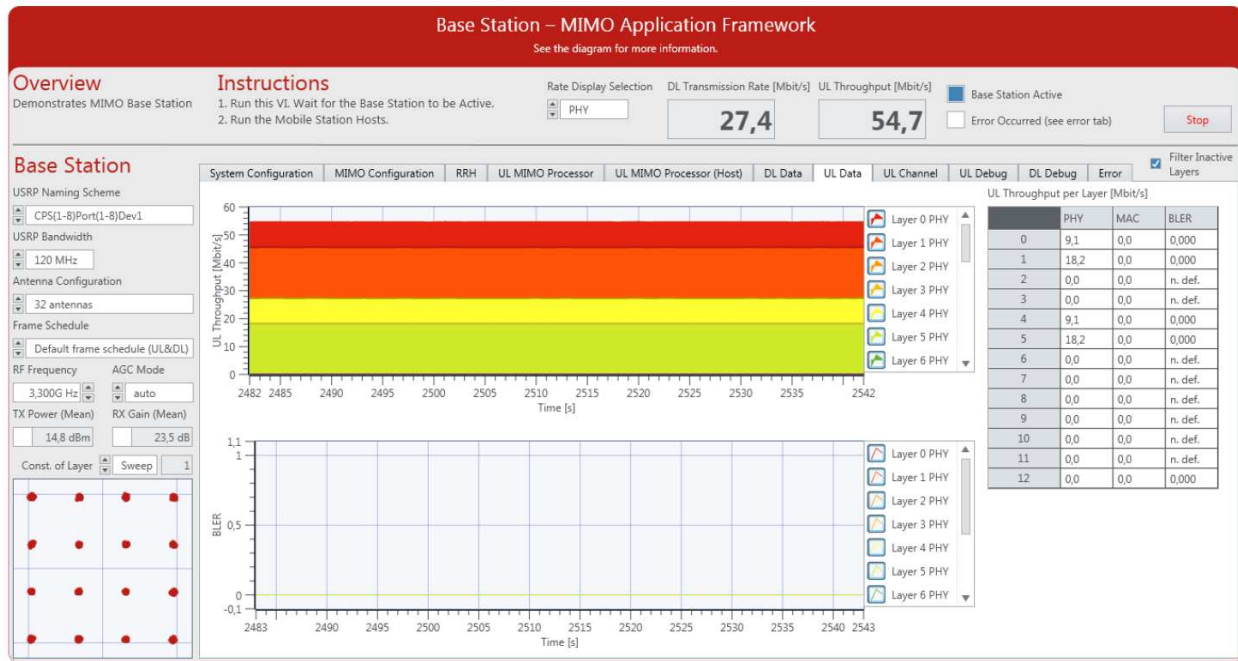 Base Station – MIMO Application Framework
See the diagram for more information.
Overview
Demonstrates MIMO Base Station
Instructions
1. Run this VI. Wait for the Base Station to be Active.
2. Run the Mobile Station Hosts.
Rate Display Selection
PHY
DL Transmission Rate [Mbit/s]
27,4
UL Throughput [Mbit/s]
54,7
Base Station Active
Error Occurred (see error tab)
Stop
Base Station
USRP Naming Scheme
CPS(1-8)Port(1-8)Dev1
USRP Bandwidth
120 MHz
Antenna Configuration
32 antennas
Frame Schedule
Default frame schedule (UL&DL)
RF Frequency AGC Mode
3,300G Hz auto
TX Power (Mean) RX Gain (Mean)
14,8 dBm 23,5 dB
Const. of Layer Sweep 1
System Configuration MIMO Configuration RRH UL MIMO Processor UL MIMO Processor (Host) DL Data UL Data UL Channel UL Debug DL Debug Error
Filter Inactive
Layers
UL Throughput [Mbit/s]
60
50
40
30
20
10
0
2482 2485 2490 2495 2500 2505 2510 2515 2520 2525 2530 2535 2542
Time [s]
Layer 0 PHY
Layer 1 PHY
Layer 2 PHY
Layer 3 PHY
Layer 4 PHY
Layer 5 PHY
Layer 6 PHY
BLER
1,1
1
0,5
0
-0,1
2483 2490 2495 2500 2505 2510 2515 2520 2525 2530 2535 2540 2543
Time [s]
Layer 0 PHY
Layer 1 PHY
Layer 2 PHY
Layer 3 PHY
Layer 4 PHY
Layer 5 PHY
Layer 6 PHY
UL Throughput per Layer [Mbit/s]
PHY MAC BLER
0 9,1 0,0 0,000
1 18,2 0,0 0,000
2 0,0 0,0 n. def.
3 0,0 0,0 n. def.
4 9,1 0,0 0,000
5 18,2 0,0 0,000
6 0,0 0,0 n. def.
7 0,0 0,0 n. def.
8 0,0 0,0 n. def.
9 0,0 0,0 n. def.
10 0,0 0,0 n. def.
11 0,0 0,0 n. def.
12 0,0 0,0 0,000